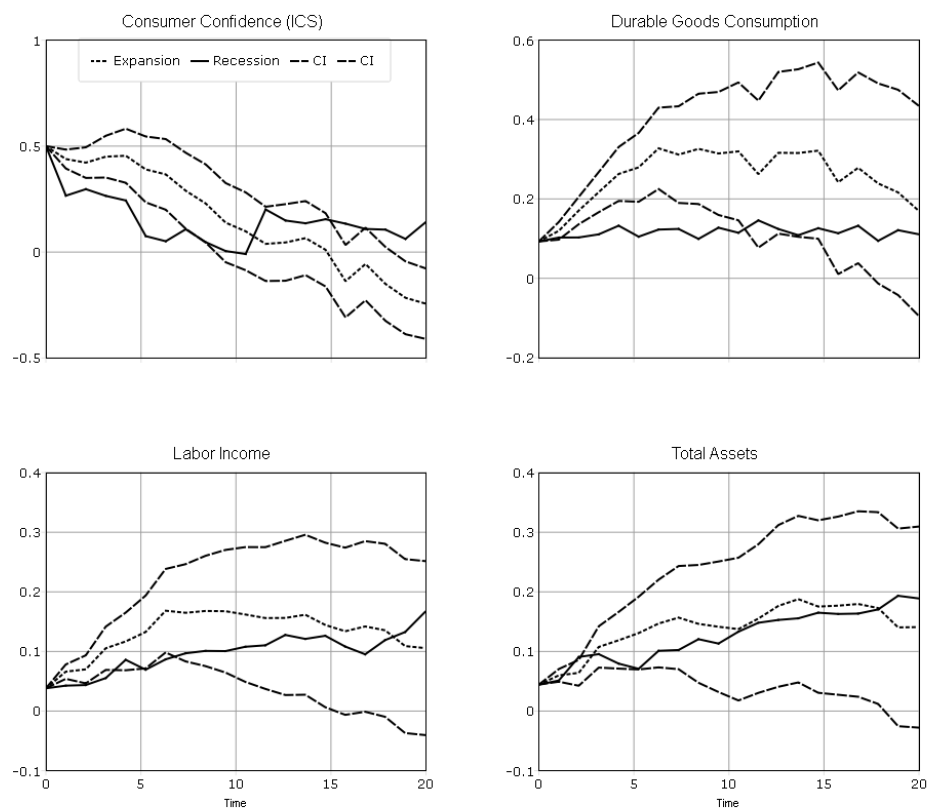 Consumer Confidence (ICS)
Durable Goods Consumption
1
0.5
0
-0.5
Expansion Recession CI CI
0 .6
0 .4
0 .2
0
-0.2
Labor Income
Total Assets
0.4
0.3
0.2
0.1
0
-0.1
0 5 10 15 20
Time
0.4
0.3
0.2
0.1
0
-0.1
0 5 10 15 20
Time